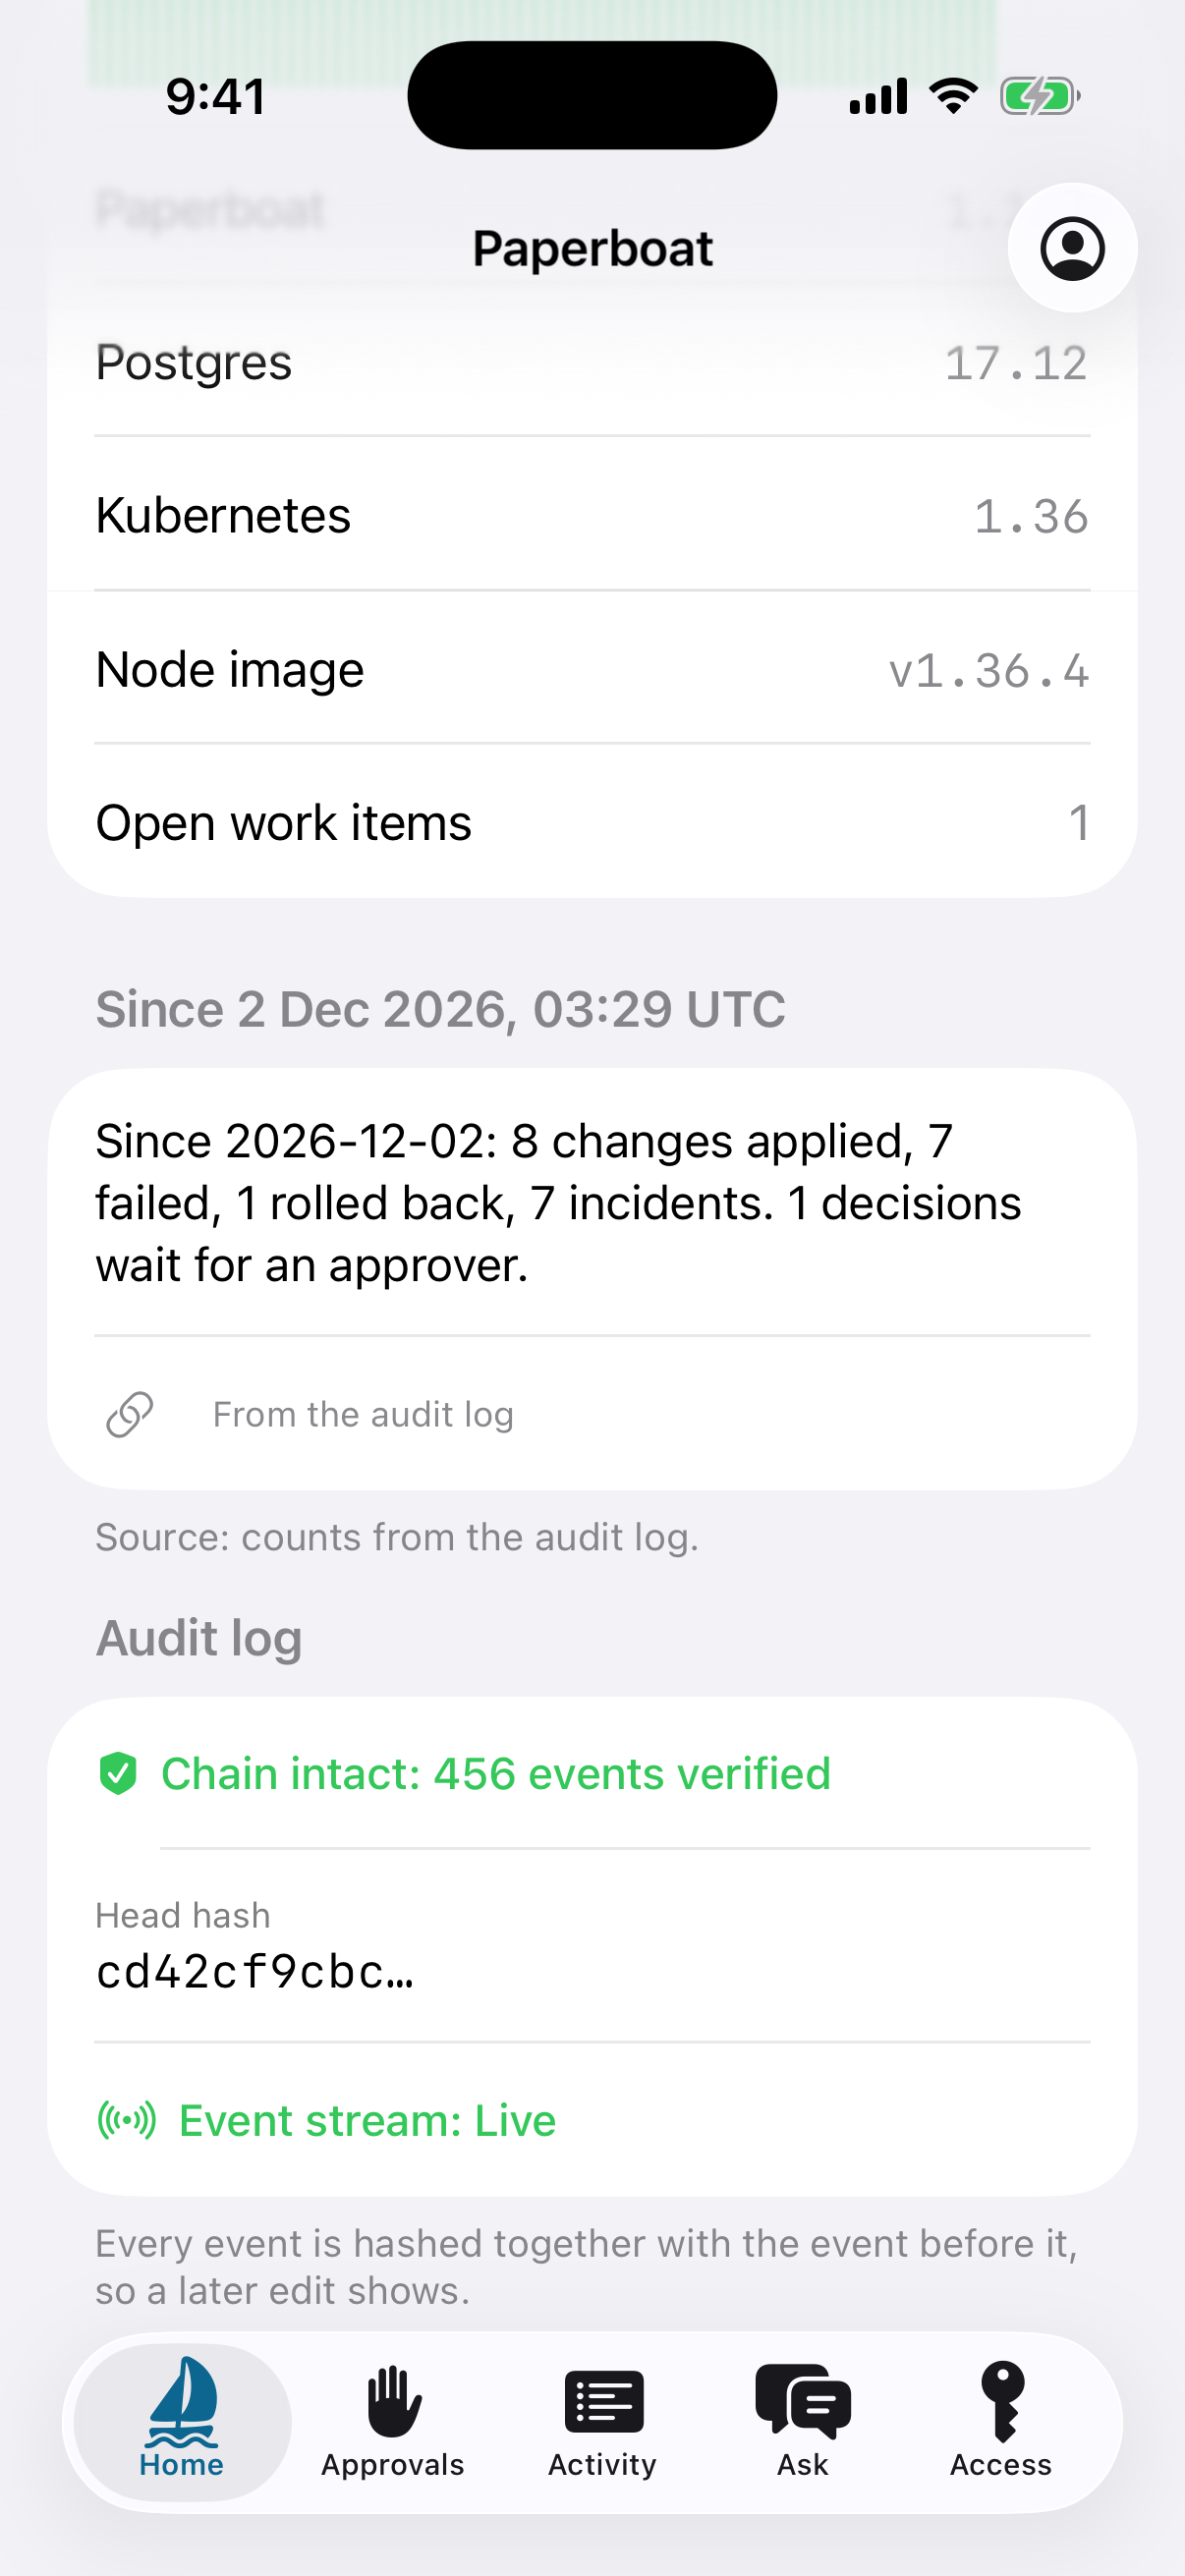 9:41
Paperboat
Paperboat
Postgres 17.12
Kubernetes 1.36
Node image v1.36.4
Open work items 1
Since 2 Dec 2026, 03:29 UTC
Since 2026-12-02: 8 changes applied, 7
failed, 1 rolled back, 7 incidents. 1 decisions
wait for an approver.
From the audit log
Source: counts from the audit log.
Audit log
Chain intact: 456 events verified
Head hash
cd42cf9cbc…
Event stream: Live
Every event is hashed together with the event before it,
so a later edit shows.
Home Approvals Activity Ask Access